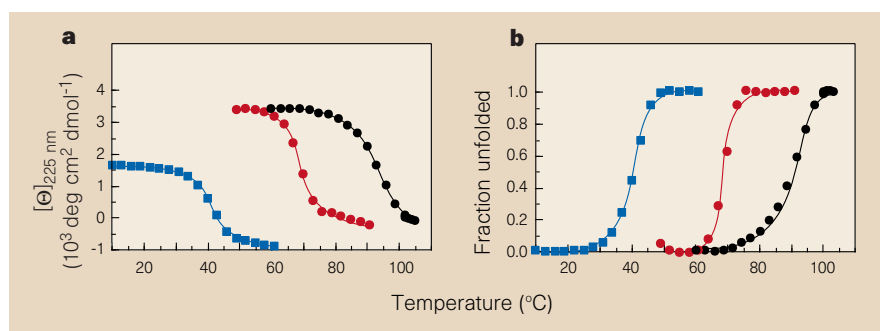 a
[Θ]225 nm
(10³ deg cm² dmol⁻¹)
4
3
2
1
0
-1
20 40 60 80 100
b
Fraction unfolded
1.0
0.8
0.6
0.4
0.2
0.0
20 40 60 80 100
Temperature (°C)